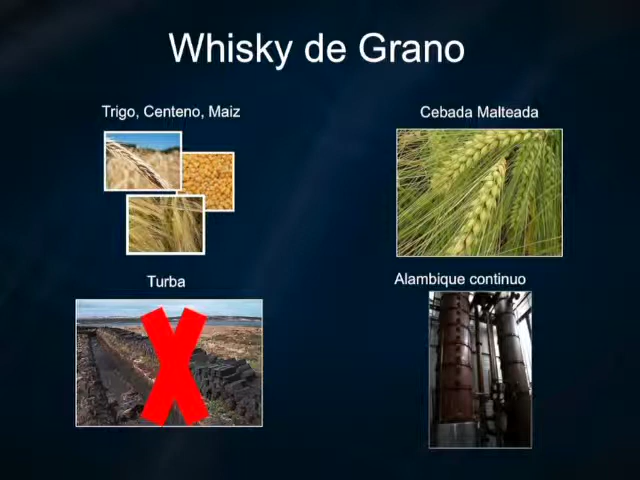 Whisky de Grano
Trigo, Centeno, Maiz
Cebada Malteada
Turba
Alambique continuo